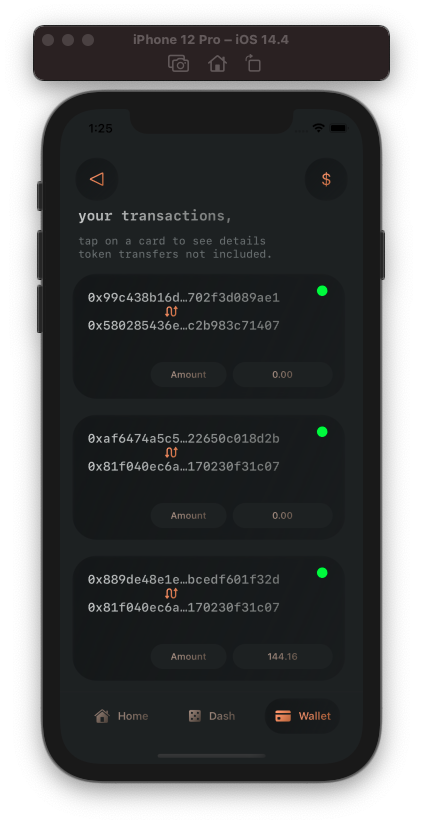 iPhone 12 Pro – iOS 14.4
1:25
$
your transactions,
tap on a card to see details
token transfers not included.
0x99c438b16d…702f3d089ae1
0x580285436e…c2b983c71407
Amount 0.00
0xaf6474a5c5…22650c018d2b
0x81f040ec6a…170230f31c07
Amount 0.00
0x889de48e1e…bcedf601f32d
0x81f040ec6a…170230f31c07
Amount 144.16
Home Dash Wallet